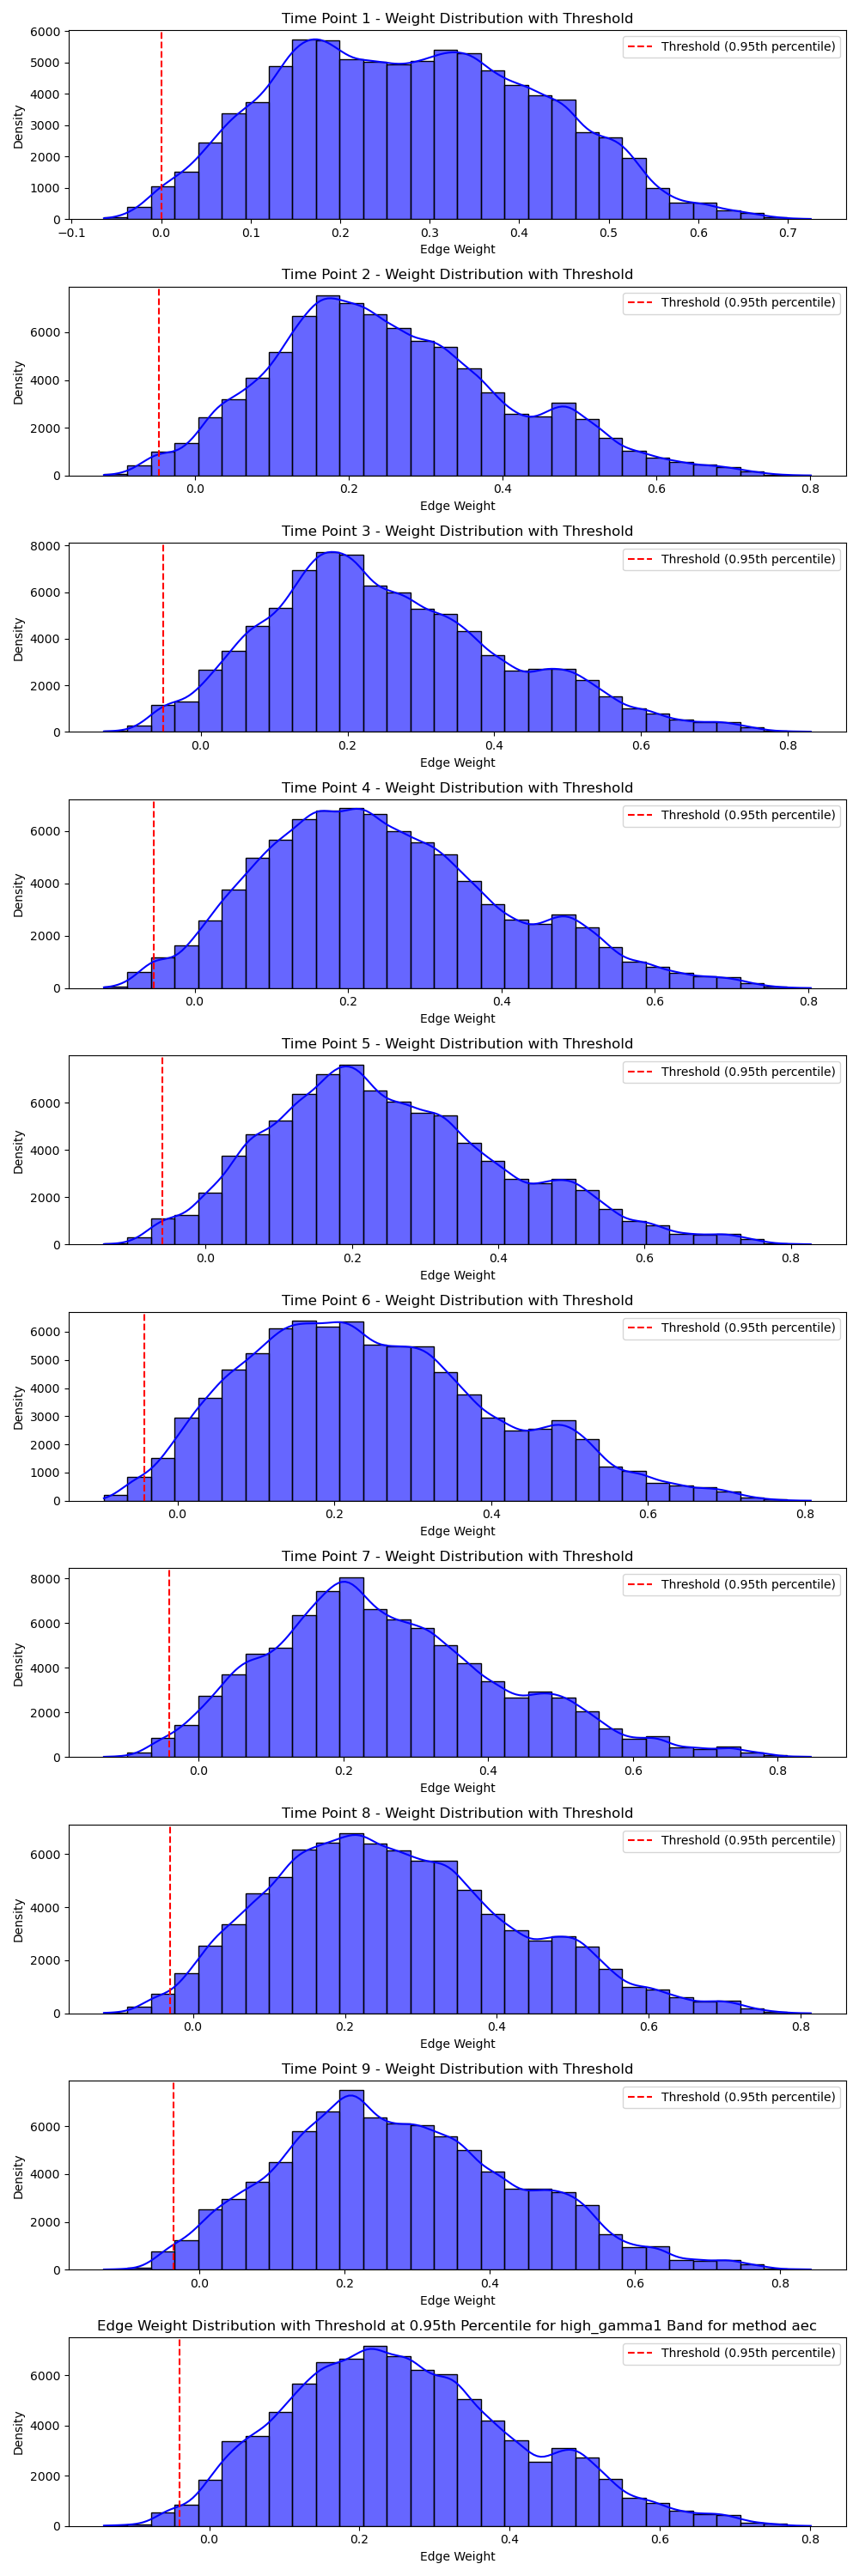 Time Point 1 - Weight Distribution with Threshold
6000
5000
4000
3000
2000
1000
0
Density
Threshold (0.95th percentile)
−0.1 0.0 0.1 0.2 0.3 0.4 0.5 0.6 0.7
Edge Weight
Time Point 2 - Weight Distribution with Threshold
6000
4000
2000
0
Density
Threshold (0.95th percentile)
0.0 0.2 0.4 0.6 0.8
Edge Weight
Time Point 3 - Weight Distribution with Threshold
8000
6000
4000
2000
0
Density
Threshold (0.95th percentile)
0.0 0.2 0.4 0.6 0.8
Edge Weight
Time Point 4 - Weight Distribution with Threshold
6000
4000
2000
0
Density
Threshold (0.95th percentile)
0.0 0.2 0.4 0.6 0.8
Edge Weight
Time Point 5 - Weight Distribution with Threshold
6000
4000
2000
0
Density
Threshold (0.95th percentile)
0.0 0.2 0.4 0.6 0.8
Edge Weight
Time Point 6 - Weight Distribution with Threshold
6000
5000
4000
3000
2000
1000
0
Density
Threshold (0.95th percentile)
0.0 0.2 0.4 0.6 0.8
Edge Weight
Time Point 7 - Weight Distribution with Threshold
8000
6000
4000
2000
0
Density
Threshold (0.95th percentile)
0.0 0.2 0.4 0.6 0.8
Edge Weight
Time Point 8 - Weight Distribution with Threshold
6000
4000
2000
0
Density
Threshold (0.95th percentile)
0.0 0.2 0.4 0.6 0.8
Edge Weight
Time Point 9 - Weight Distribution with Threshold
6000
4000
2000
0
Density
Threshold (0.95th percentile)
0.0 0.2 0.4 0.6 0.8
Edge Weight
Edge Weight Distribution with Threshold at 0.95th Percentile for high_gamma1 Band for method aec
6000
4000
2000
0
Density
Threshold (0.95th percentile)
0.0 0.2 0.4 0.6 0.8
Edge Weight